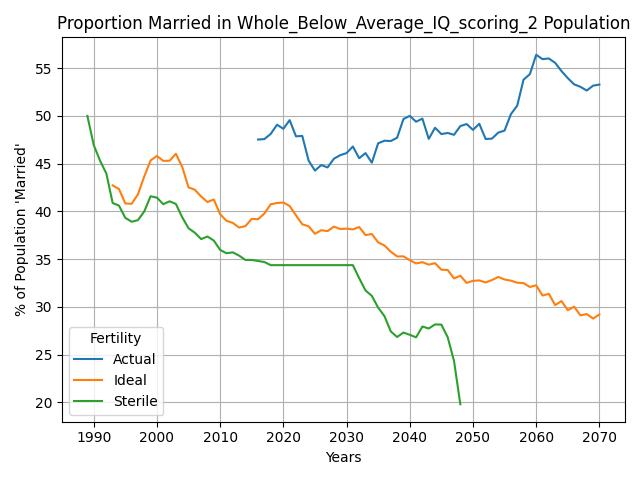 Proportion Married in Whole_Below_Average_IQ_scoring_2 Population
% of Population 'Married'
55
50
45
40
35
30
25
20
Fertility
Actual
Ideal
Sterile
1990 2000 2010 2020 2030 2040 2050 2060 2070
Years